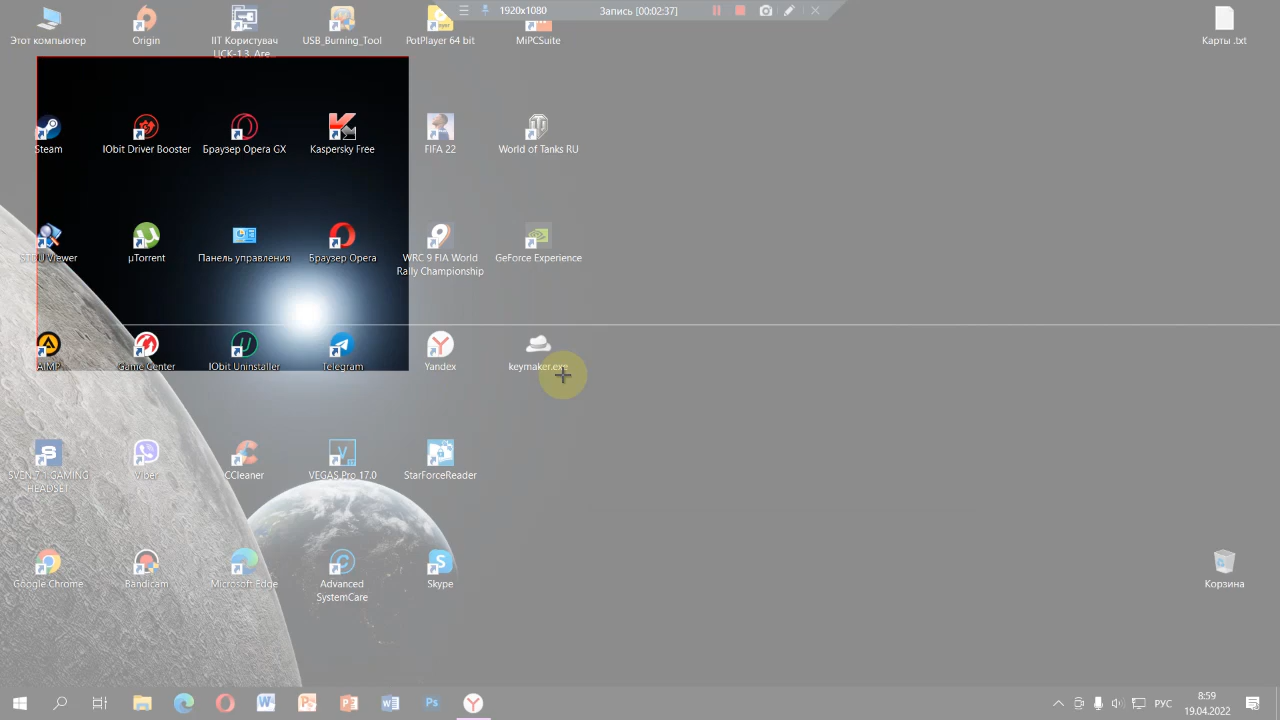 1920x1080
Запись [00:02:37]
Этот компьютер
Origin
IIT Користувач
ЦСК-1.3. Are...
USB_Burning_Tool
PotPlayer 64 bit
MiPCSuite
Карты .txt
Steam
IObit Driver Booster
Браузер Opera GX
Kaspersky Free
FIFA 22
World of Tanks RU
STDU Viewer
µTorrent
Панель управления
Браузер Opera
WRC 9 FIA World
Rally Championship
GeForce Experience
AIMP
Game Center
IObit Uninstaller
Telegram
Yandex
keymaker.exe
SVEN 7.1 GAMING
HEADSET
Viber
CCleaner
VEGAS Pro 17.0
StarForceReader
Google Chrome
Bandicam
Microsoft Edge
Advanced
SystemCare
Skype
Корзина
РУС
8:59
19.04.2022